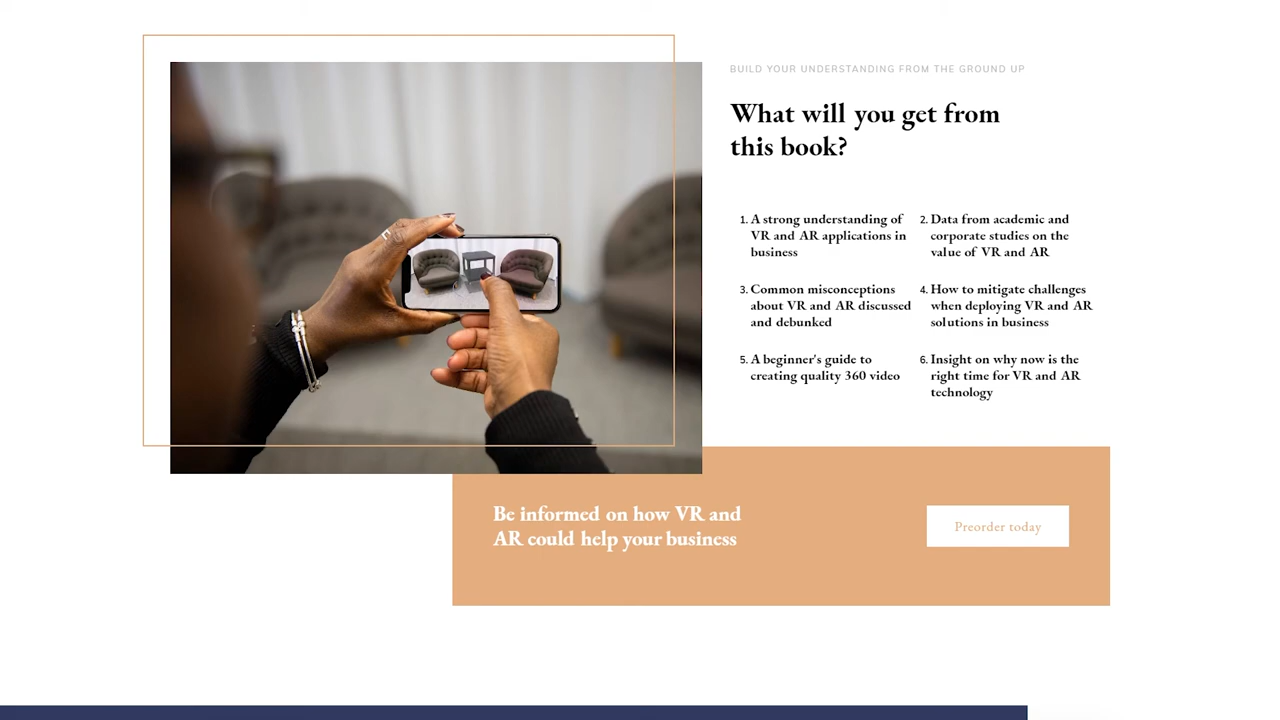 BUILD YOUR UNDERSTANDING FROM THE GROUND UP
What will you get from
this book?
1. A strong understanding of
VR and AR applications in
business
2. Data from academic and
corporate studies on the
value of VR and AR
3. Common misconceptions
about VR and AR discussed
and debunked
4. How to mitigate challenges
when deploying VR and AR
solutions in business
5. A beginner's guide to
creating quality 360 video
6. Insight on why now is the
right time for VR and AR
technology
Be informed on how VR and
AR could help your business
Preorder today